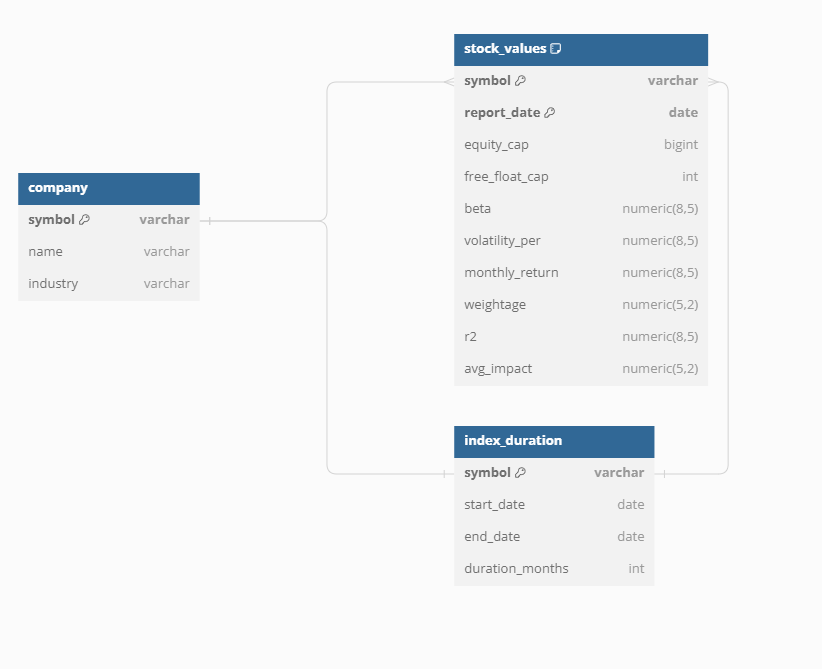 company
symbol varchar
name varchar
industry varchar
stock_values
symbol varchar
report_date date
equity_cap bigint
free_float_cap int
beta numeric(8,5)
volatility_per numeric(8,5)
monthly_return numeric(8,5)
weightage numeric(5,2)
r2 numeric(8,5)
avg_impact numeric(5,2)
index_duration
symbol varchar
start_date date
end_date date
duration_months int